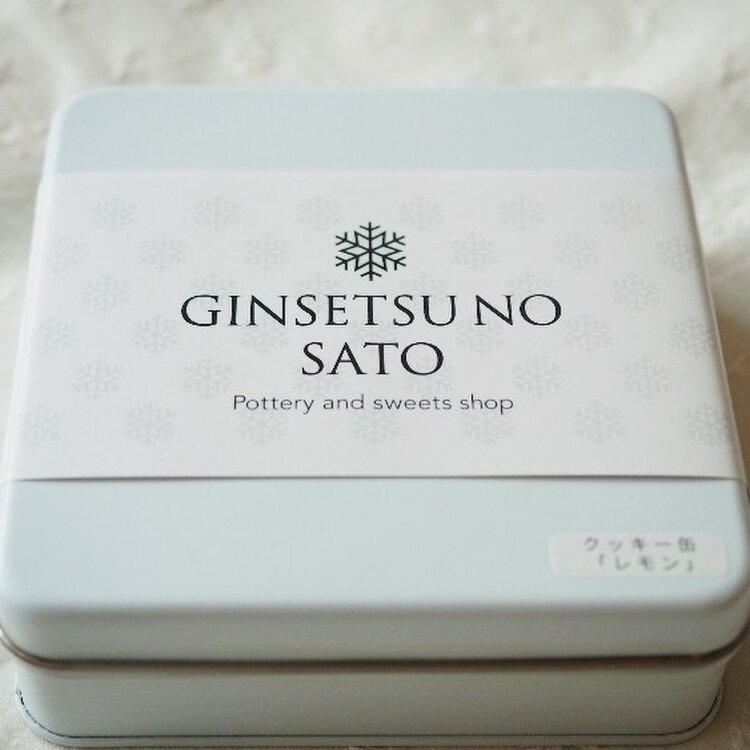 GINSETSU NO
SATO
Pottery and sweets shop
クッキー缶
「レモン」